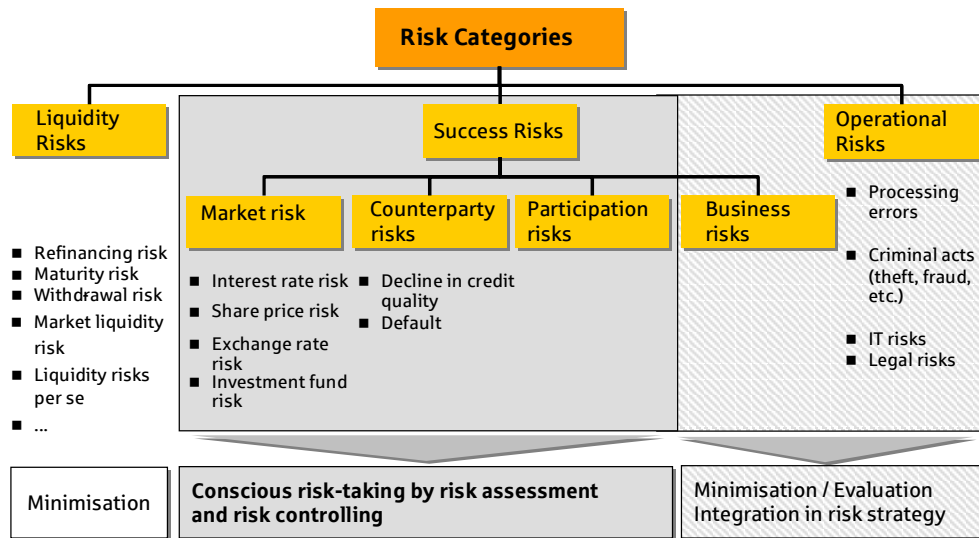 Risk Categories
Liquidity
Risks
Success Risks
Operational
Risks
Market risk
Counterparty
risks
Participation
risks
Business
risks
■ Refinancing risk
■ Maturity risk
■ Withdrawal risk
■ Market liquidity
risk
■ Liquidity risks
per se
■ ...
■ Interest rate risk
■ Share price risk
■ Exchange rate
risk
■ Investment fund
risk
■ Decline in credit
quality
■ Default
■ Processing
errors
■ Criminal acts
(theft, fraud,
etc.)
■ IT risks
■ Legal risks
Minimisation
Conscious risk-taking by risk assessment
and risk controlling
Minimisation / Evaluation
Integration in risk strategy